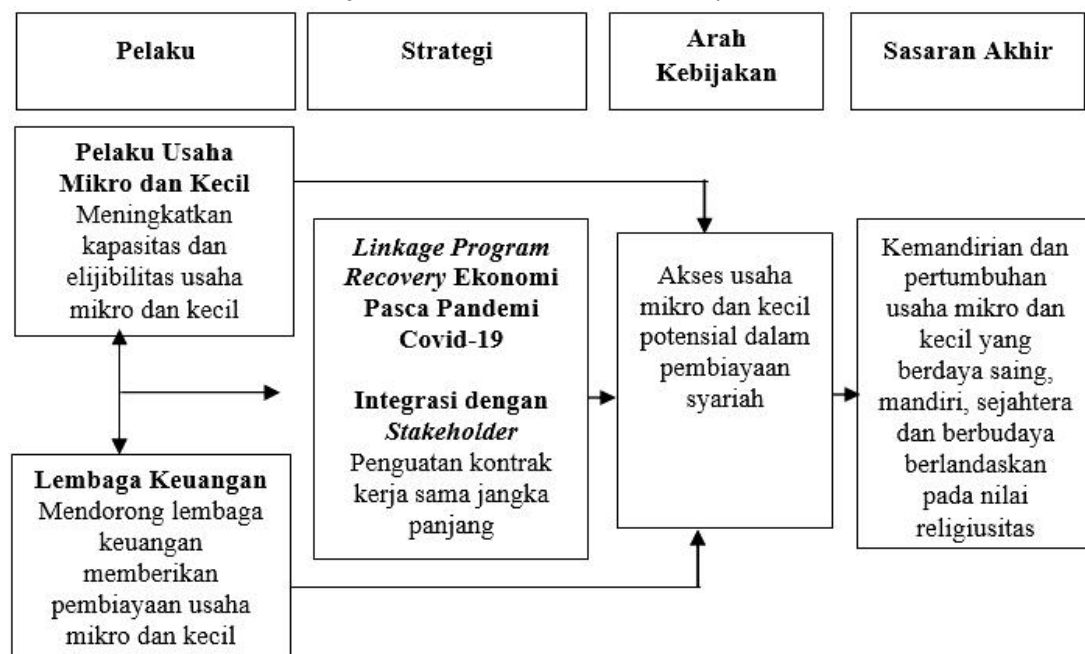 Pelaku
Strategi
Arah
Kebijakan
Sasaran Akhir
Pelaku Usaha
Mikro dan Kecil
Meningkatkan
kapasitas dan
elijibilitas usaha
mikro dan kecil
Lembaga Keuangan
Mendorong lembaga
keuangan
memberikan
pembiayaan usaha
mikro dan kecil
Linkage Program
Recovery Ekonomi
Pasca Pandemi
Covid-19
Integrasi dengan
Stakeholder
Penguatan kontrak
kerja sama jangka
panjang
Akses usaha
mikro dan kecil
potensial dalam
pembiayaan
syariah
Kemandirian dan
pertumbuhan
usaha mikro dan
kecil yang
berdaya saing,
mandiri, sejahtera
dan berbudaya
berlandaskan
pada nilai
religiusitas